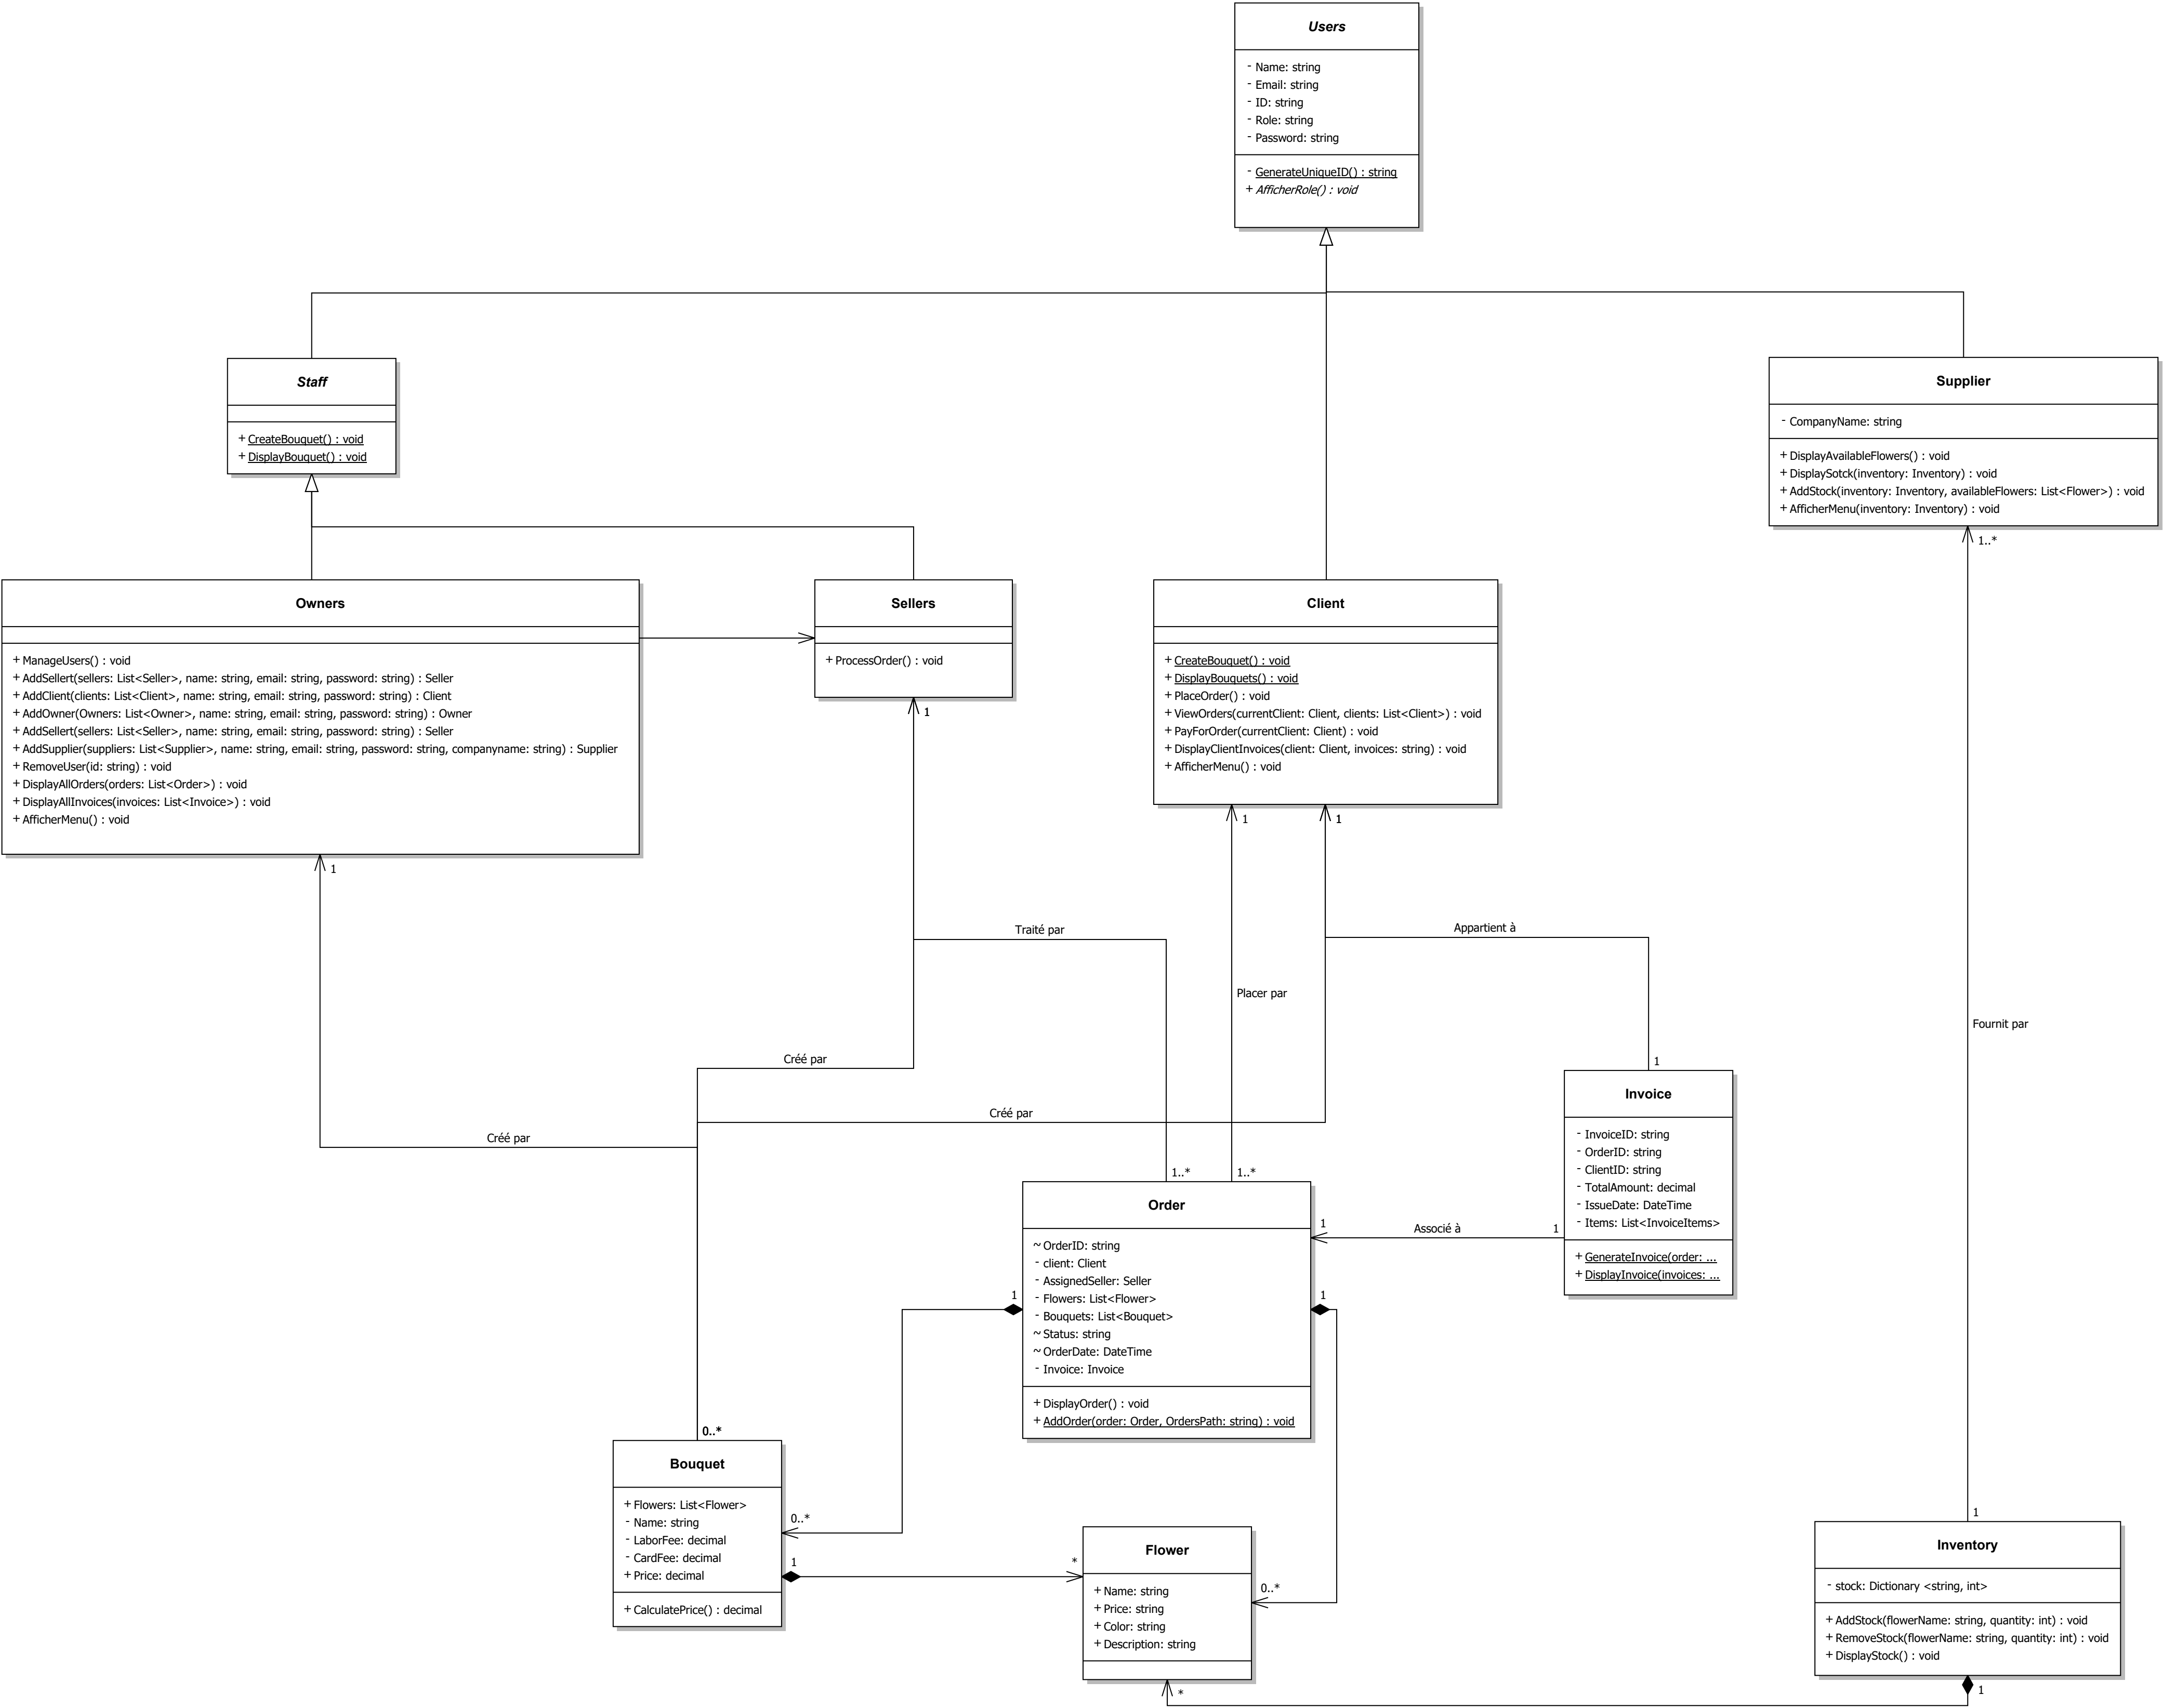 Users
- Name: string
- Email: string
- ID: string
- Role: string
- Password: string
- GenerateUniqueID() : string
+ AfficherRole() : void
Staff
+ CreateBouquet() : void
+ DisplayBouquet() : void
Supplier
- CompanyName: string
+ DisplayAvailableFlowers() : void
+ DisplaySotck(inventory: Inventory) : void
+ AddStock(inventory: Inventory, availableFlowers: List<Flower>) : void
+ AfficherMenu(inventory: Inventory) : void
1..*
Owners
+ ManageUsers() : void
+ AddSellert(sellers: List<Seller>, name: string, email: string, password: string) : Seller
+ AddClient(clients: List<Client>, name: string, email: string, password: string) : Client
+ AddOwner(Owners: List<Owner>, name: string, email: string, password: string) : Owner
+ AddSellert(sellers: List<Seller>, name: string, email: string, password: string) : Seller
+ AddSupplier(suppliers: List<Supplier>, name: string, email: string, password: string, companyname: string) : Supplier
+ RemoveUser(id: string) : void
+ DisplayAllOrders(orders: List<Order>) : void
+ DisplayAllInvoices(invoices: List<Invoice>) : void
+ AfficherMenu() : void
1
Sellers
+ ProcessOrder() : void
1
Client
+ CreateBouquet() : void
+ DisplayBouquets() : void
+ PlaceOrder() : void
+ ViewOrders(currentClient: Client, clients: List<Client>) : void
+ PayForOrder(currentClient: Client) : void
+ DisplayClientInvoices(client: Client, invoices: string) : void
+ AfficherMenu() : void
1
1
Traité par
Appartient à
Placer par
Fournit par
Créé par
Créé par
Créé par
1
Invoice
- InvoiceID: string
- OrderID: string
- ClientID: string
- TotalAmount: decimal
- IssueDate: DateTime
- Items: List<InvoiceItems>
+ GenerateInvoice(order: ...
+ DisplayInvoice(invoices: ...
1..*
1..*
Order
~ OrderID: string
- client: Client
- AssignedSeller: Seller
- Flowers: List<Flower>
- Bouquets: List<Bouquet>
~ Status: string
~ OrderDate: DateTime
- Invoice: Invoice
+ DisplayOrder() : void
+ AddOrder(order: Order, OrdersPath: string) : void
1
Associé à
1
1
1
0..*
Bouquet
+ Flowers: List<Flower>
- Name: string
- LaborFee: decimal
- CardFee: decimal
+ Price: decimal
+ CalculatePrice() : decimal
0..*
1
*
Flower
+ Name: string
+ Price: string
+ Color: string
+ Description: string
0..*
*
1
Inventory
- stock: Dictionary <string, int>
+ AddStock(flowerName: string, quantity: int) : void
+ RemoveStock(flowerName: string, quantity: int) : void
+ DisplayStock() : void
1